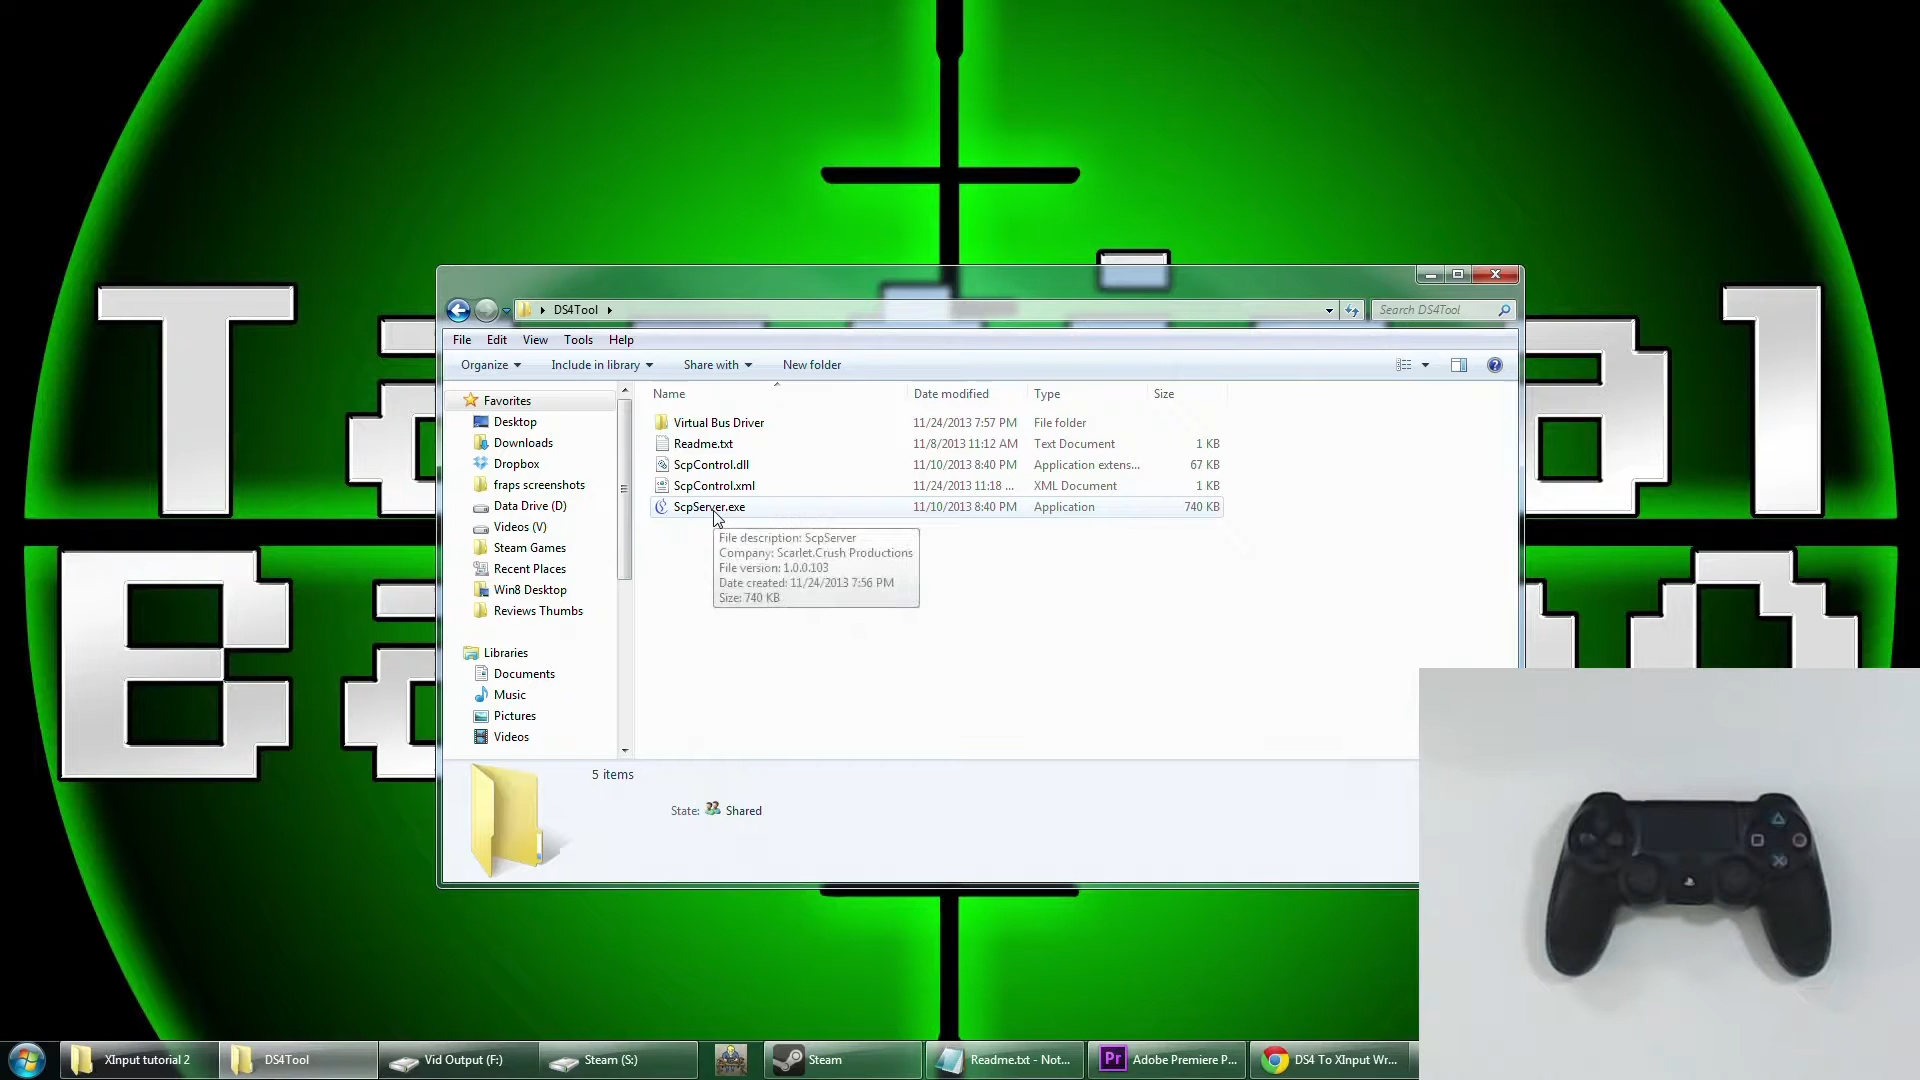 DS4Tool
Search DS4Tool
File Edit View Tools Help
Organize Include in library Share with New folder
Name Date modified Type Size
Favorites
Desktop
Downloads
Dropbox
fraps screenshots
Data Drive (D)
Videos (V)
Steam Games
Recent Places
Win8 Desktop
Reviews Thumbs
Libraries
Documents
Music
Pictures
Videos
Virtual Bus Driver 11/24/2013 7:57 PM File folder
Readme.txt 11/8/2013 11:12 AM Text Document 1 KB
ScpControl.dll 11/10/2013 8:40 PM Application extens... 67 KB
ScpControl.xml 11/24/2013 11:18 ... XML Document 1 KB
ScpServer.exe 11/10/2013 8:40 PM Application 740 KB
File description: ScpServer
Company: Scarlet.Crush Productions
File version: 1.0.0.103
Date created: 11/24/2013 7:56 PM
Size: 740 KB
5 items
State: Shared
XInput tutorial 2 DS4Tool Vid Output (F:) Steam (S:) Steam Readme.txt - Not... Pr Adobe Premiere P... DS4 To XInput Wr...